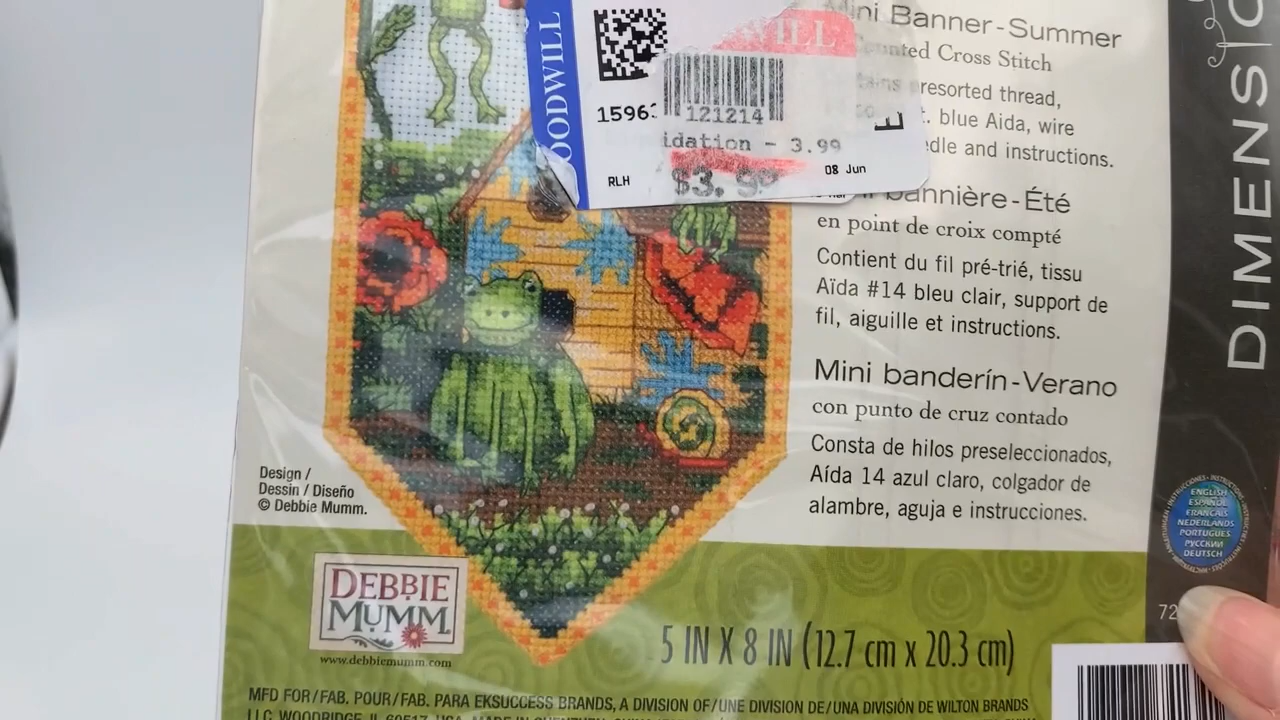 Mini Banner-Summer
Counted Cross Stitch
presorted thread,
blue Aida, wire
and instructions.
bannière-Été
en point de croix compté
Contient du fil pré-trié, tissu
Aïda #14 bleu clair, support de
fil, aiguille et instructions.
Mini banderín-Verano
con punto de cruz contado
Consta de hilos preseleccionados,
Aída 14 azul claro, colgador de
alambre, aguja e instrucciones.
121214
3.99
$3.99
RLH
08 Jun
Design /
Dessin / Diseño
© Debbie Mumm.
DEBBIE
MUMM
www.debbiemumm.com
5 IN X 8 IN (12.7 cm x 20.3 cm)
MFD FOR/FAB. POUR/FAB. PARA EKSUCCESS BRANDS, A DIVISION OF/UNE DIVISION DE/UNA DIVISIÓN DE WILTON BRANDS
LLC, WOODRIDGE, IL 60517, USA.
ENGLISH
ESPAÑOL
FRANÇAIS
NEDERLANDS
PORTUGUÊS
РУССКИЙ
DEUTSCH